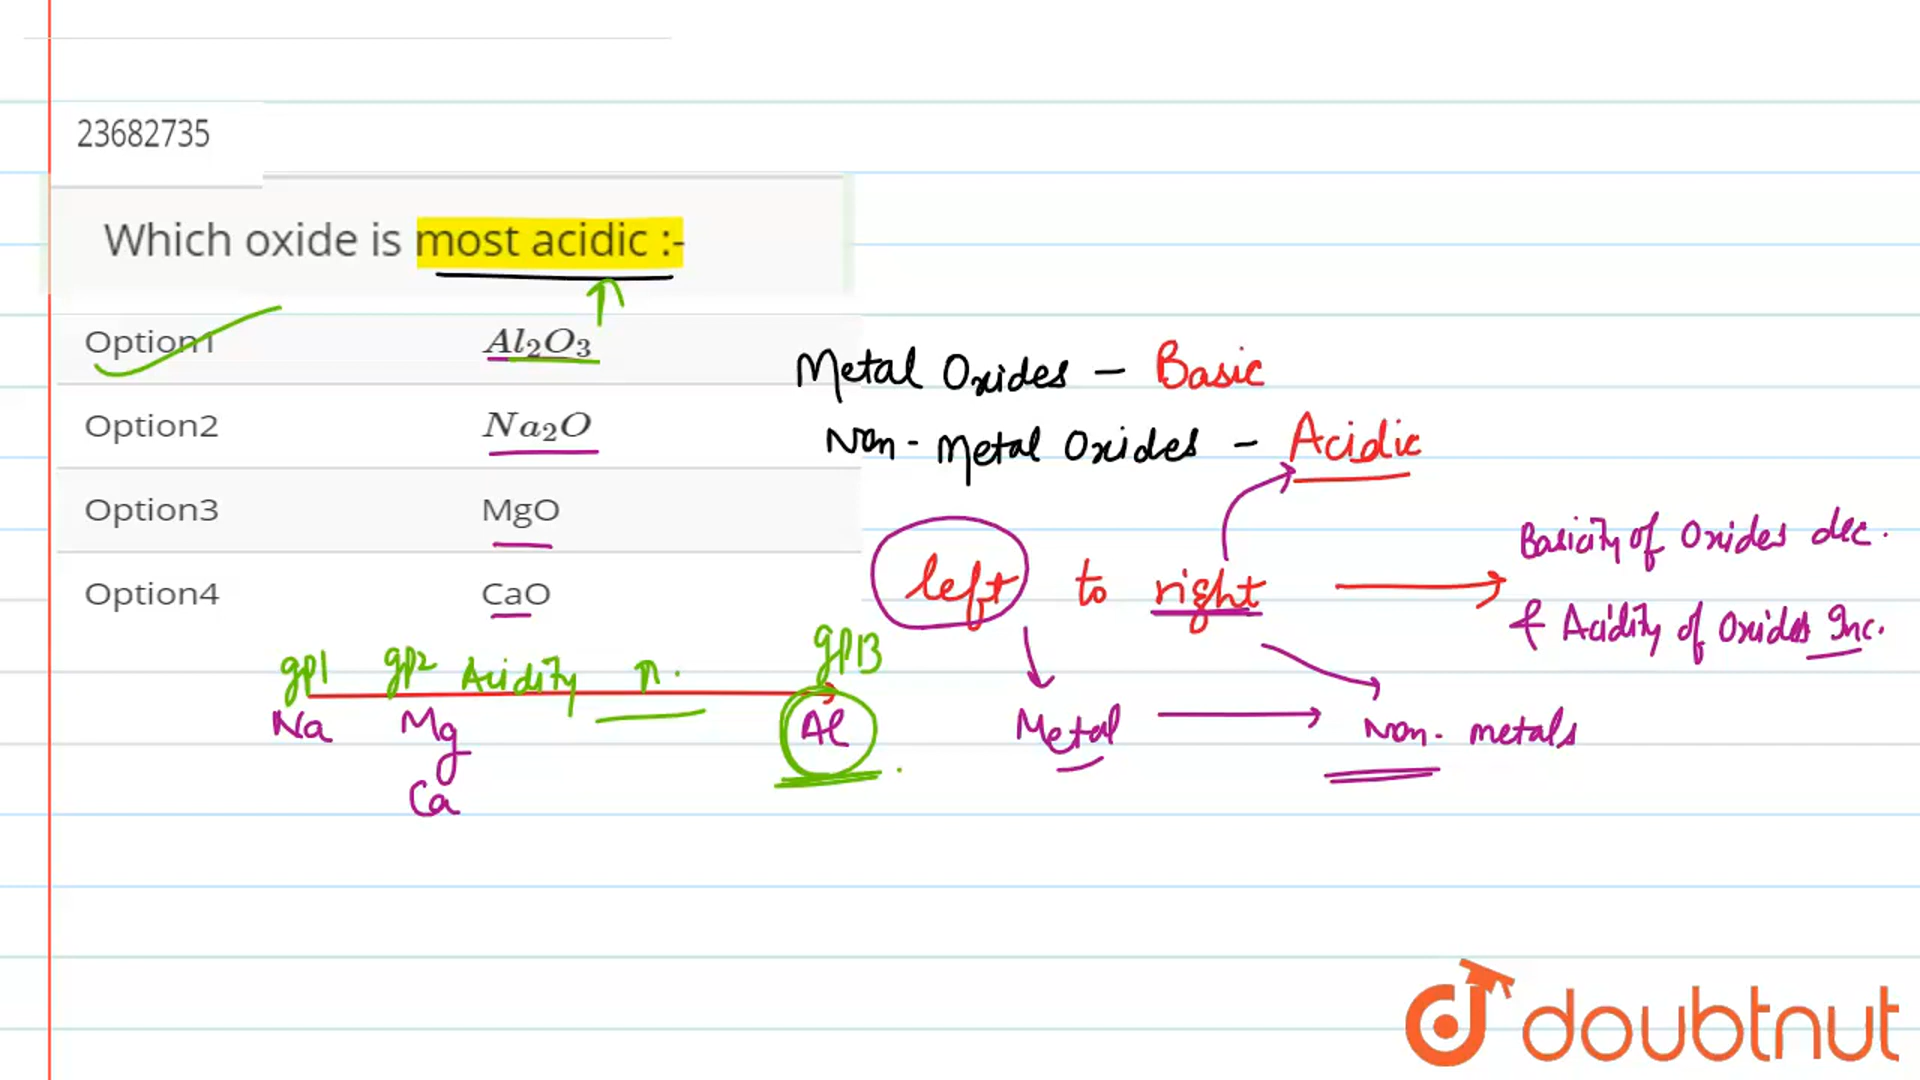 23682735
Which oxide is most acidic :-
Option1 Al₂O₃
Option2 Na₂O
Option3 MgO
Option4 CaO
Metal Oxides - Basic
Non-Metal Oxides - Acidic
left to right
Basicity of Oxides dec.
& Acidity of Oxides Inc.
gp1 gp2 Acidity ↑. gp13
Na Mg Al
Ca
Metal → Non-metals
doubtnut